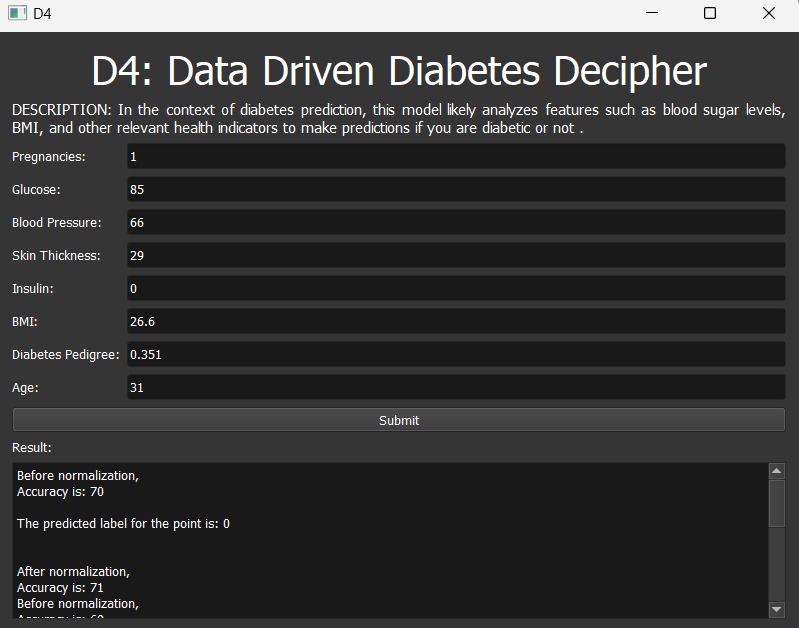 D4
D4: Data Driven Diabetes Decipher
DESCRIPTION: In the context of diabetes prediction, this model likely analyzes features such as blood sugar levels,
BMI, and other relevant health indicators to make predictions if you are diabetic or not .
Pregnancies: 1
Glucose: 85
Blood Pressure: 66
Skin Thickness: 29
Insulin: 0
BMI: 26.6
Diabetes Pedigree: 0.351
Age: 31
Submit
Result:
Before normalization,
Accuracy is: 70
The predicted label for the point is: 0
After normalization,
Accuracy is: 71
Before normalization,
Accuracy is: